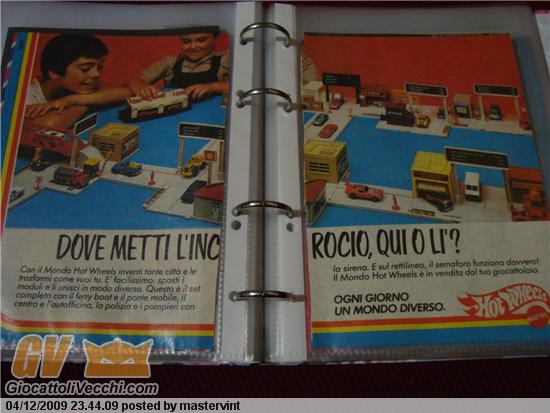 DOVE METTI L'INC ROCIO, QUI O LI'?
Con il Mondo Hot Wheels inventi tante città e le
trasformi come vuoi tu. E' facilissimo: sposti i
moduli e li unisci in modo diverso. Questo è il set
completo con il ferry boat e il ponte mobile, il
centro e l'autofficina, la polizia e i pompieri con
la sirena. E sul rettilineo, il semaforo funziona davvero!
Il Mondo Hot Wheels è in vendita dal tuo giocattolaio.
OGNI GIORNO
UN MONDO DIVERSO.
HOT WHEELS
MATTEL
GV
GiocattoliVecchi.com
04/12/2009 23.44.09 posted by mastervint